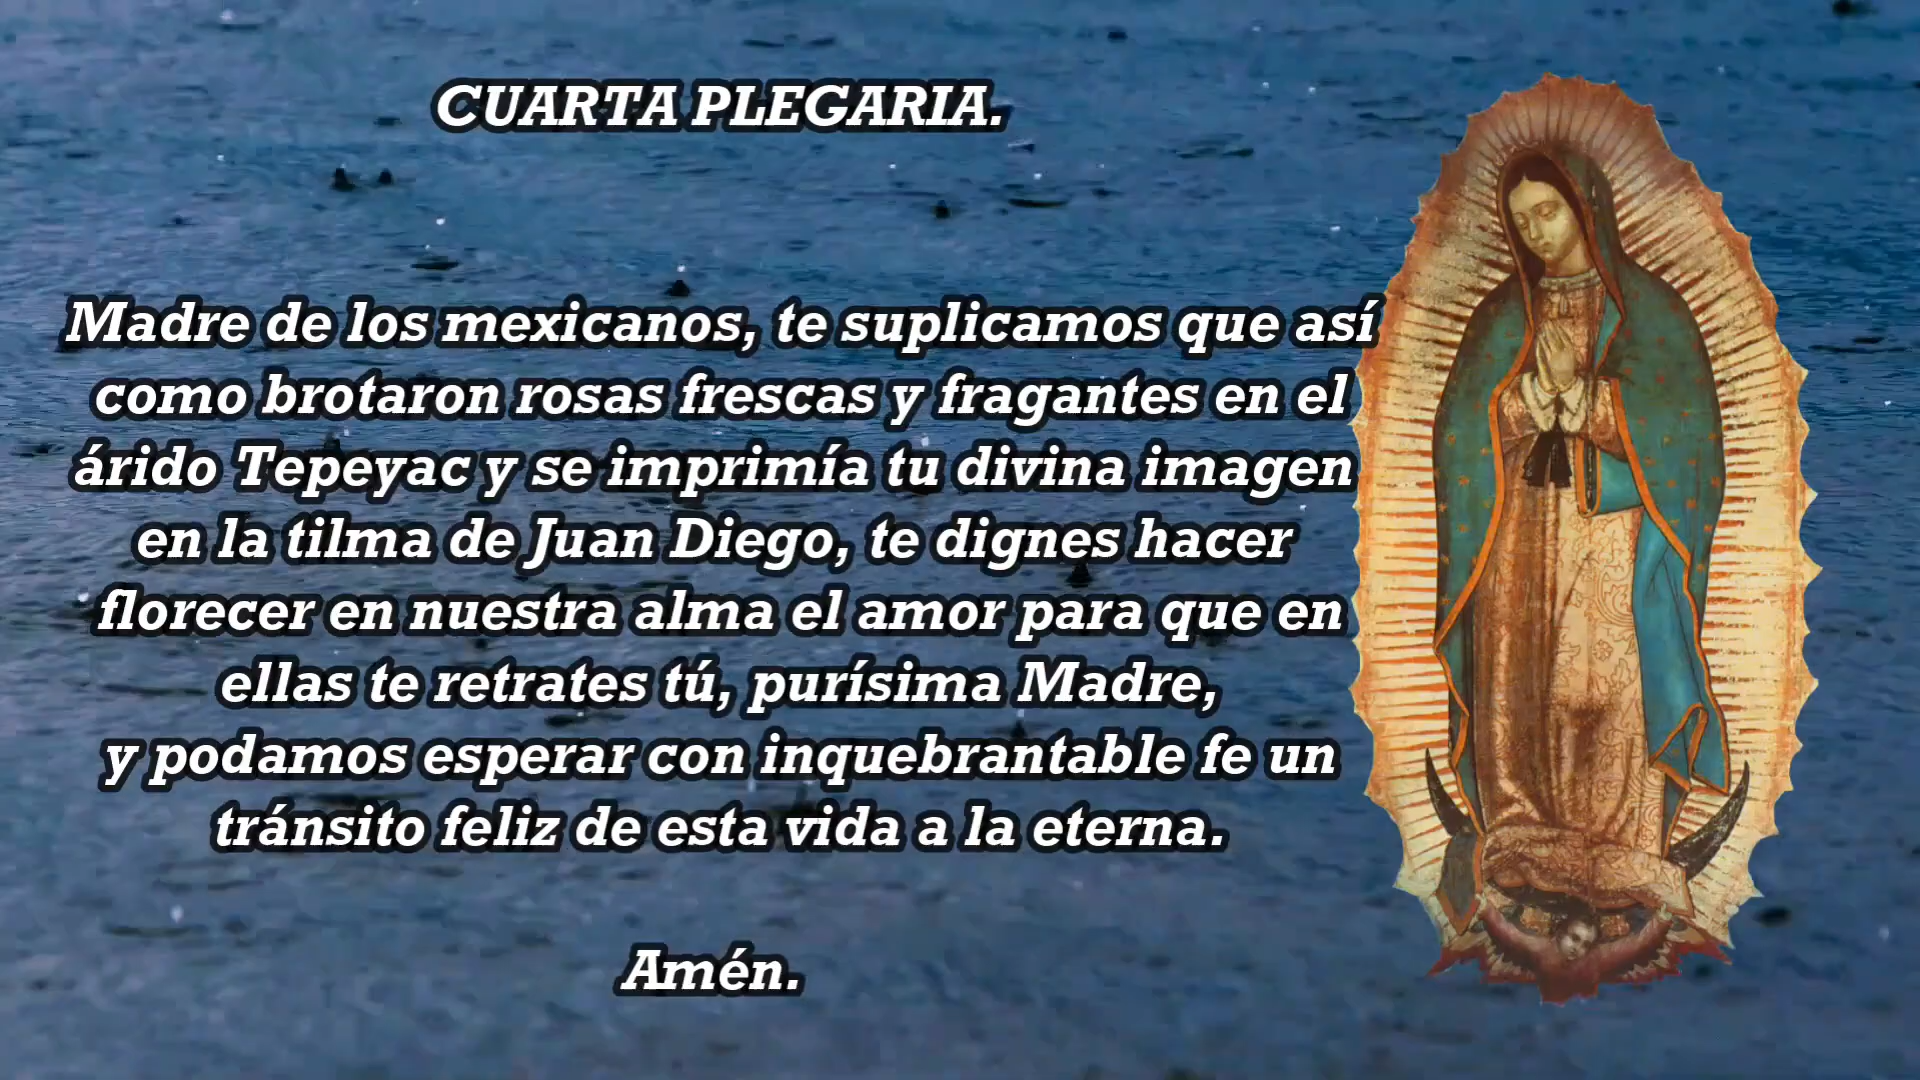 CUARTA PLEGARIA.
Madre de los mexicanos, te suplicamos que así
como brotaron rosas frescas y fragantes en el
árido Tepeyac y se imprimía tu divina imagen
en la tilma de Juan Diego, te dignes hacer
florecer en nuestra alma el amor para que en
ellas te retrates tú, purísima Madre,
y podamos esperar con inquebrantable fe un
tránsito feliz de esta vida a la eterna.
Amén.